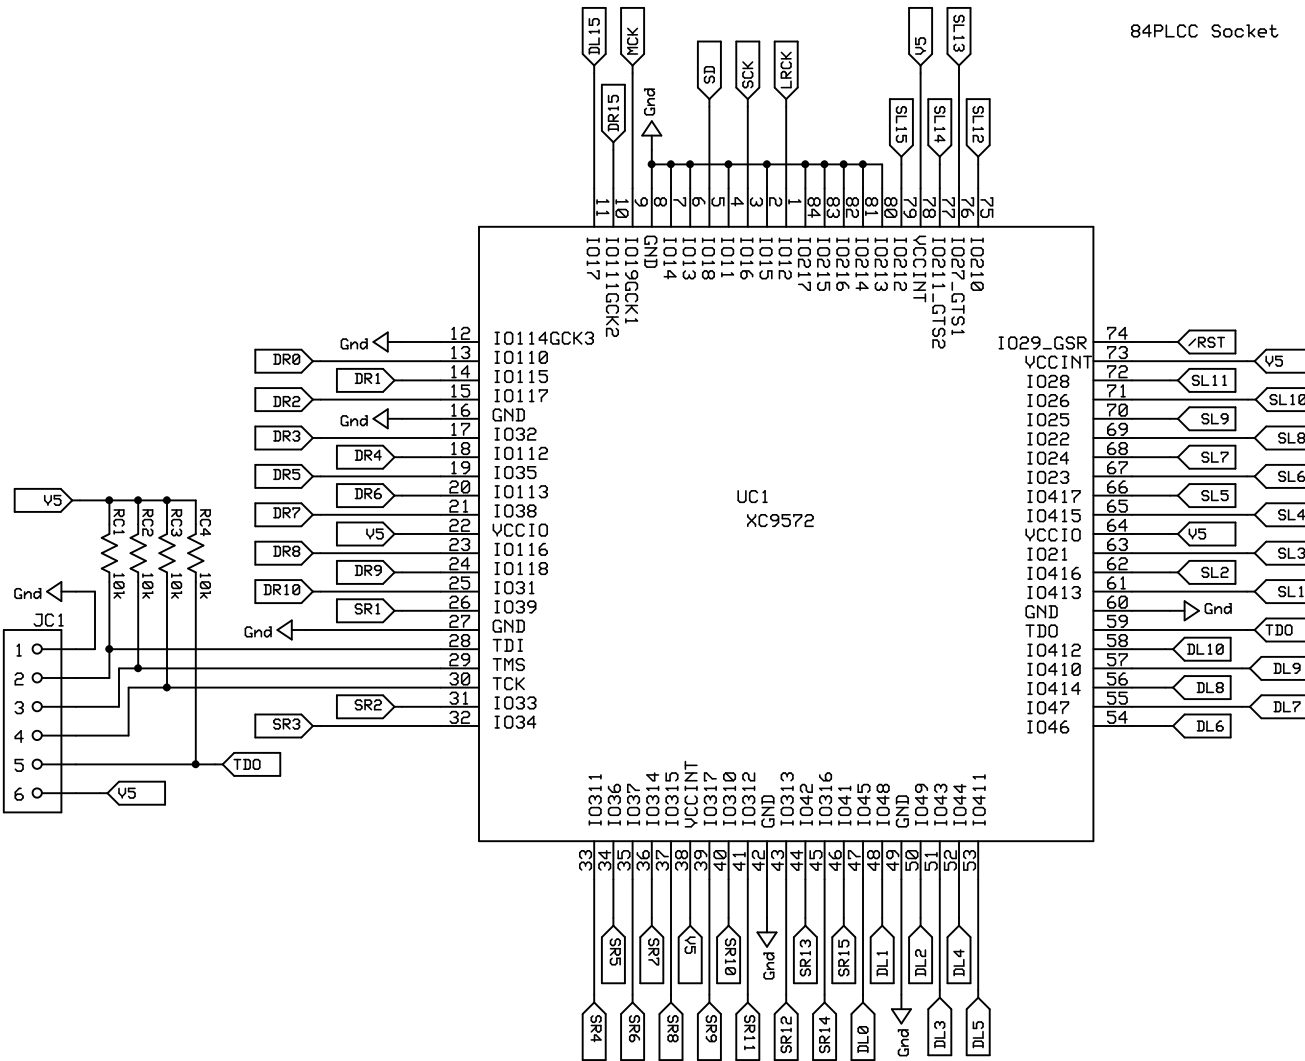 84PLCC Socket
DL15
MCK
DR15
Gnd
SD
SCK
LRCK
SL15
V5
SL14
SL13
SL12
11
10
9
8
7
6
5
4
3
2
1
84
83
82
81
80
79
78
77
76
75
IO17
IO111GCK2
IO19GCK1
GND
IO14
IO13
IO18
IO11
IO16
IO15
IO12
IO217
IO215
IO216
IO214
IO213
IO212
VCCINT
IO211_GTS2
IO27_GTS1
IO210
Gnd 12 IO114GCK3
DR0 13 IO110
DR1 14 IO115
DR2 15 IO117
Gnd 16 GND
DR3 17 IO32
DR4 18 IO112
DR5 19 IO35
DR6 20 IO113
DR7 21 IO38
V5 22 VCCIO
DR8 23 IO116
DR9 24 IO118
DR10 25 IO31
SR1 26 IO39
Gnd 27 GND
28 TDI
29 TMS
30 TCK
SR2 31 IO33
SR3 32 IO34
UC1
XC9572
IO29_GSR 74 /RST
VCCINT 73 V5
IO28 72 SL11
IO26 71 SL10
IO25 70 SL9
IO22 69 SL8
IO24 68 SL7
IO23 67 SL6
IO417 66 SL5
IO415 65 SL4
VCCIO 64 V5
IO21 63 SL3
IO416 62 SL2
IO413 61 SL1
GND 60 Gnd
TDO 59 TDO
IO412 58 DL10
IO410 57 DL9
IO414 56 DL8
IO47 55 DL7
IO46 54 DL6
V5
RC1
RC2
RC3
RC4
10k
10k
10k
10k
Gnd
JC1
1
2
3
4
5
6
TDO
V5
IO311
IO36
IO37
IO314
IO315
VCCINT
IO317
IO310
IO312
GND
IO313
IO42
IO316
IO41
IO45
IO48
GND
IO49
IO43
IO44
IO411
33
34
35
36
37
38
39
40
41
42
43
44
45
46
47
48
49
50
51
52
53
SR4
SR5
SR6
SR7
SR8
V5
SR9
SR10
SR11
Gnd
SR12
SR13
SR14
SR15
DL0
DL1
Gnd
DL2
DL3
DL4
DL5